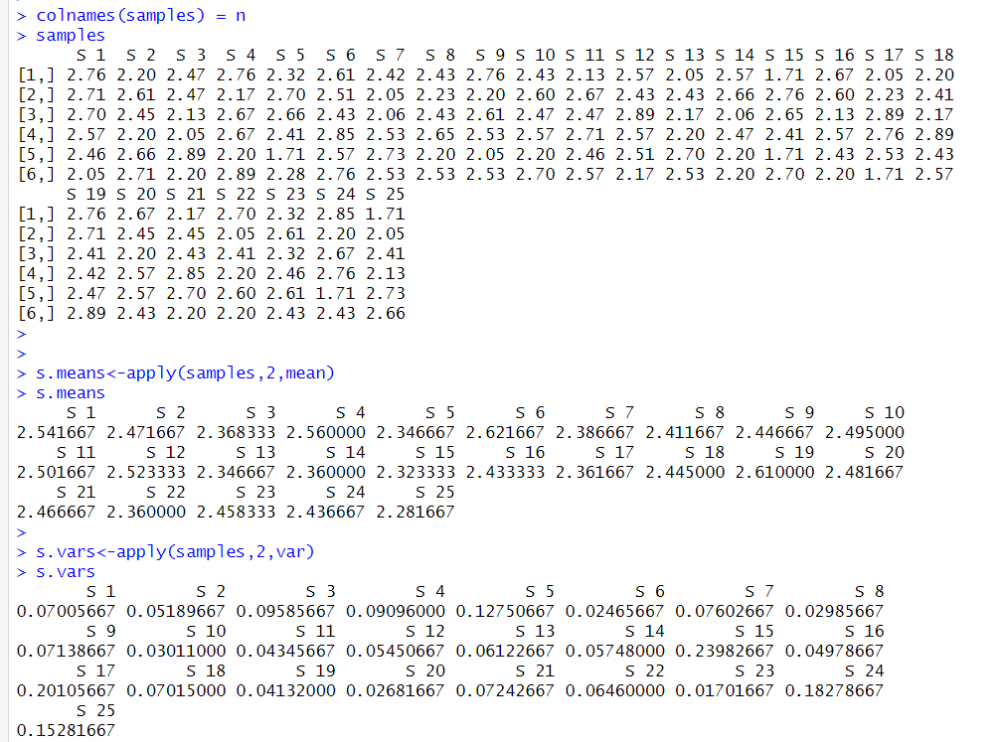 > colnames(samples) = n
> samples
S 1 S 2 S 3 S 4 S 5 S 6 S 7 S 8 S 9 S 10 S 11 S 12 S 13 S 14 S 15 S 16 S 17 S 18
[1,] 2.76 2.20 2.47 2.76 2.32 2.61 2.42 2.43 2.76 2.43 2.13 2.57 2.05 2.57 1.71 2.67 2.05 2.20
[2,] 2.71 2.61 2.47 2.17 2.70 2.51 2.05 2.23 2.20 2.60 2.67 2.43 2.43 2.66 2.76 2.60 2.23 2.41
[3,] 2.70 2.45 2.13 2.67 2.66 2.43 2.06 2.43 2.61 2.47 2.47 2.89 2.17 2.06 2.65 2.13 2.89 2.17
[4,] 2.57 2.20 2.05 2.67 2.41 2.85 2.53 2.65 2.53 2.57 2.71 2.57 2.20 2.47 2.41 2.57 2.76 2.89
[5,] 2.46 2.66 2.89 2.20 1.71 2.57 2.73 2.20 2.05 2.20 2.46 2.51 2.70 2.20 1.71 2.43 2.53 2.43
[6,] 2.05 2.71 2.20 2.89 2.28 2.76 2.53 2.53 2.53 2.70 2.57 2.17 2.53 2.20 2.70 2.20 1.71 2.57
S 19 S 20 S 21 S 22 S 23 S 24 S 25
[1,] 2.76 2.67 2.17 2.70 2.32 2.85 1.71
[2,] 2.71 2.45 2.45 2.05 2.61 2.20 2.05
[3,] 2.41 2.20 2.43 2.41 2.32 2.67 2.41
[4,] 2.42 2.57 2.85 2.20 2.46 2.76 2.13
[5,] 2.47 2.57 2.70 2.60 2.61 1.71 2.73
[6,] 2.89 2.43 2.20 2.20 2.43 2.43 2.66
>
>
> s.means<-apply(samples,2,mean)
> s.means
S 1 S 2 S 3 S 4 S 5 S 6 S 7 S 8 S 9 S 10
2.541667 2.471667 2.368333 2.560000 2.346667 2.621667 2.386667 2.411667 2.446667 2.495000
S 11 S 12 S 13 S 14 S 15 S 16 S 17 S 18 S 19 S 20
2.501667 2.523333 2.346667 2.360000 2.323333 2.433333 2.361667 2.445000 2.610000 2.481667
S 21 S 22 S 23 S 24 S 25
2.466667 2.360000 2.458333 2.436667 2.281667
>
> s.vars<-apply(samples,2,var)
> s.vars
S 1 S 2 S 3 S 4 S 5 S 6 S 7 S 8
0.07005667 0.05189667 0.09585667 0.09096000 0.12750667 0.02465667 0.07602667 0.02985667
S 9 S 10 S 11 S 12 S 13 S 14 S 15 S 16
0.07138667 0.03011000 0.04345667 0.05450667 0.06122667 0.05748000 0.23982667 0.04978667
S 17 S 18 S 19 S 20 S 21 S 22 S 23 S 24
0.20105667 0.07015000 0.04132000 0.02681667 0.07242667 0.06460000 0.01701667 0.18278667
S 25
0.15281667